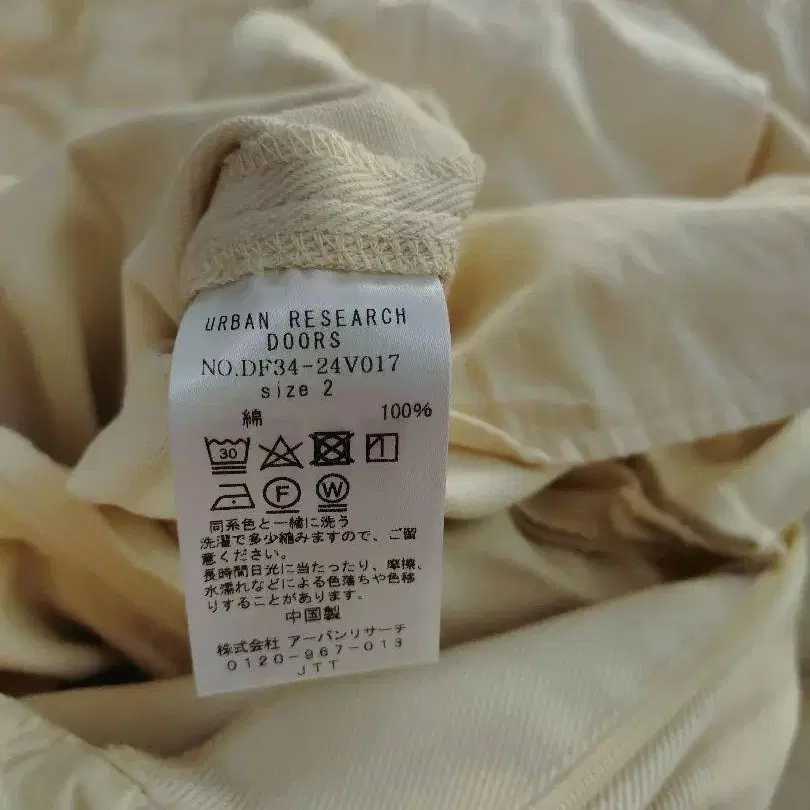 URBAN RESEARCH
DOORS
NO.DF34-24V017
size 2
綿 100%
30
F W
同系色と一緒に洗う
洗濯で多少縮みますので、ご留
意ください。
長時間日光に当たったり、摩擦、
水濡れなどによる色落ちや色移
りすることがあります。
中国製
株式会社 アーバンリサーチ
0120-967-013
JTT